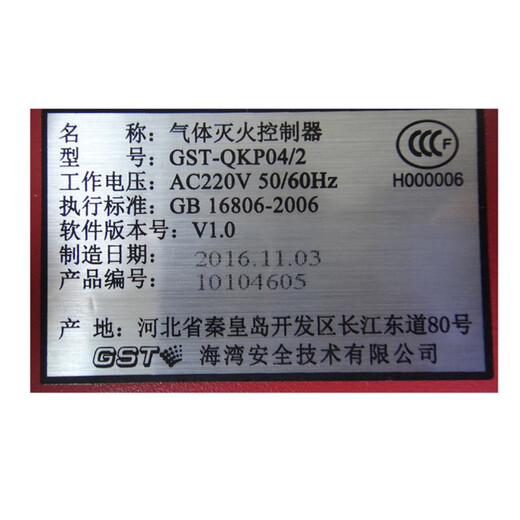 名 称: 气体灭火控制器
型 号: GST-QKP04/2
工作电压: AC220V 50/60Hz
执行标准: GB 16806-2006
软件版本号: V1.0
制造日期: 2016.11.03
产品编号: 10104605
CCC F
H000006
产 地: 河北省秦皇岛开发区长江东道80号
GST 海湾安全技术有限公司